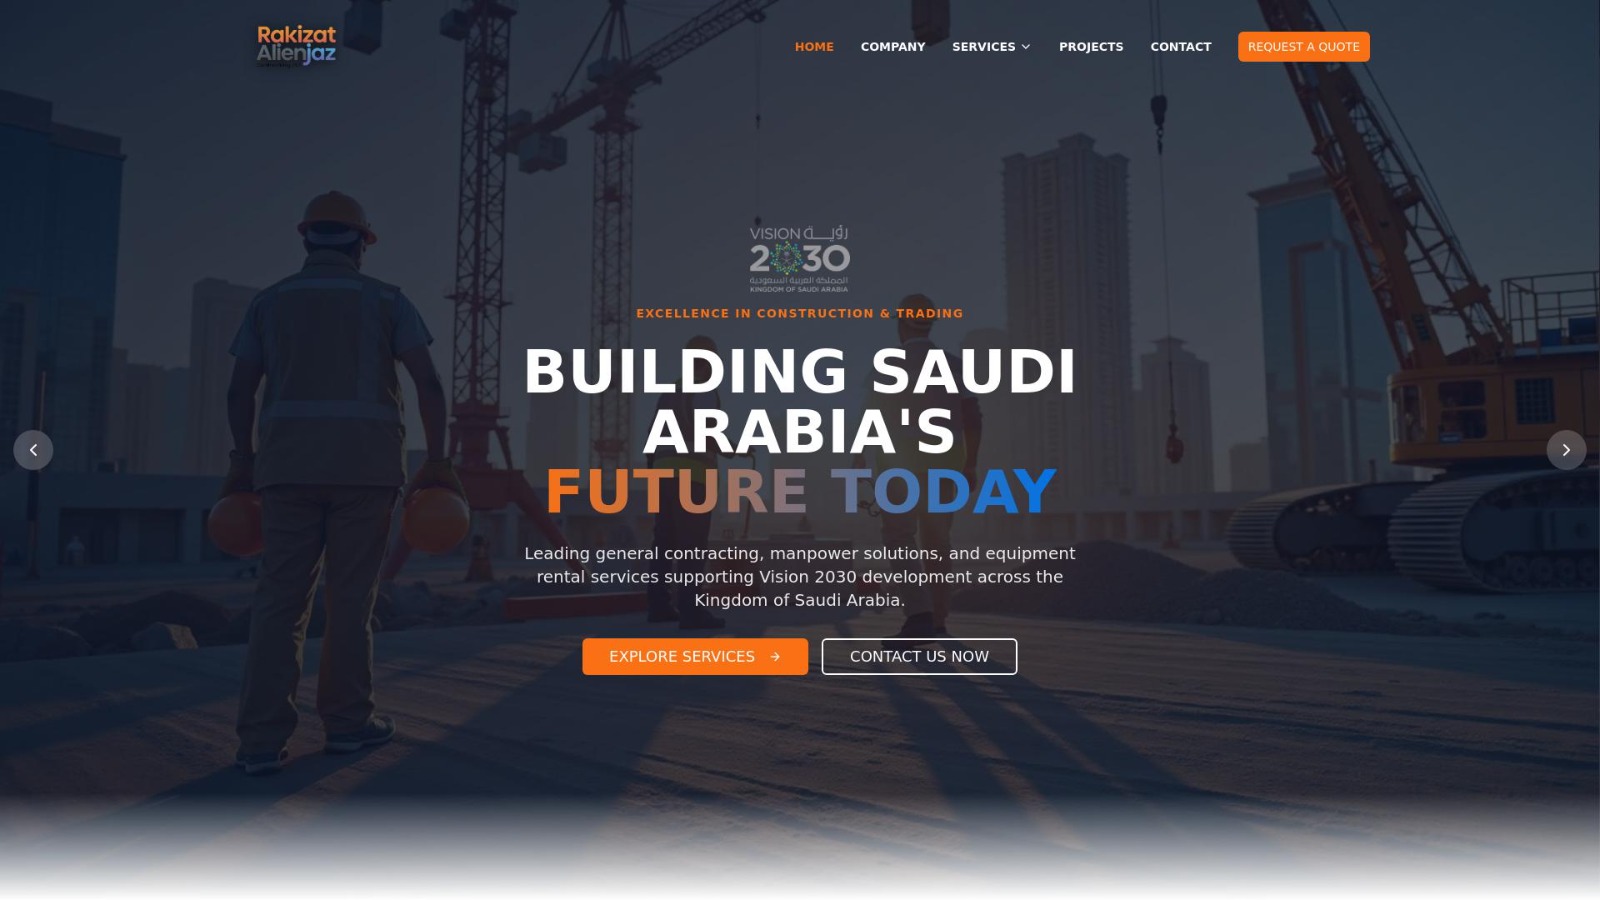 Rakizat
Alienjaz
HOME
COMPANY
SERVICES
PROJECTS
CONTACT
REQUEST A QUOTE
VISION رؤيـــة
2030
المملكة العربية السعودية
KINGDOM OF SAUDI ARABIA
EXCELLENCE IN CONSTRUCTION & TRADING
BUILDING SAUDI
ARABIA'S
FUTURE TODAY
Leading general contracting, manpower solutions, and equipment
rental services supporting Vision 2030 development across the
Kingdom of Saudi Arabia.
EXPLORE SERVICES
CONTACT US NOW